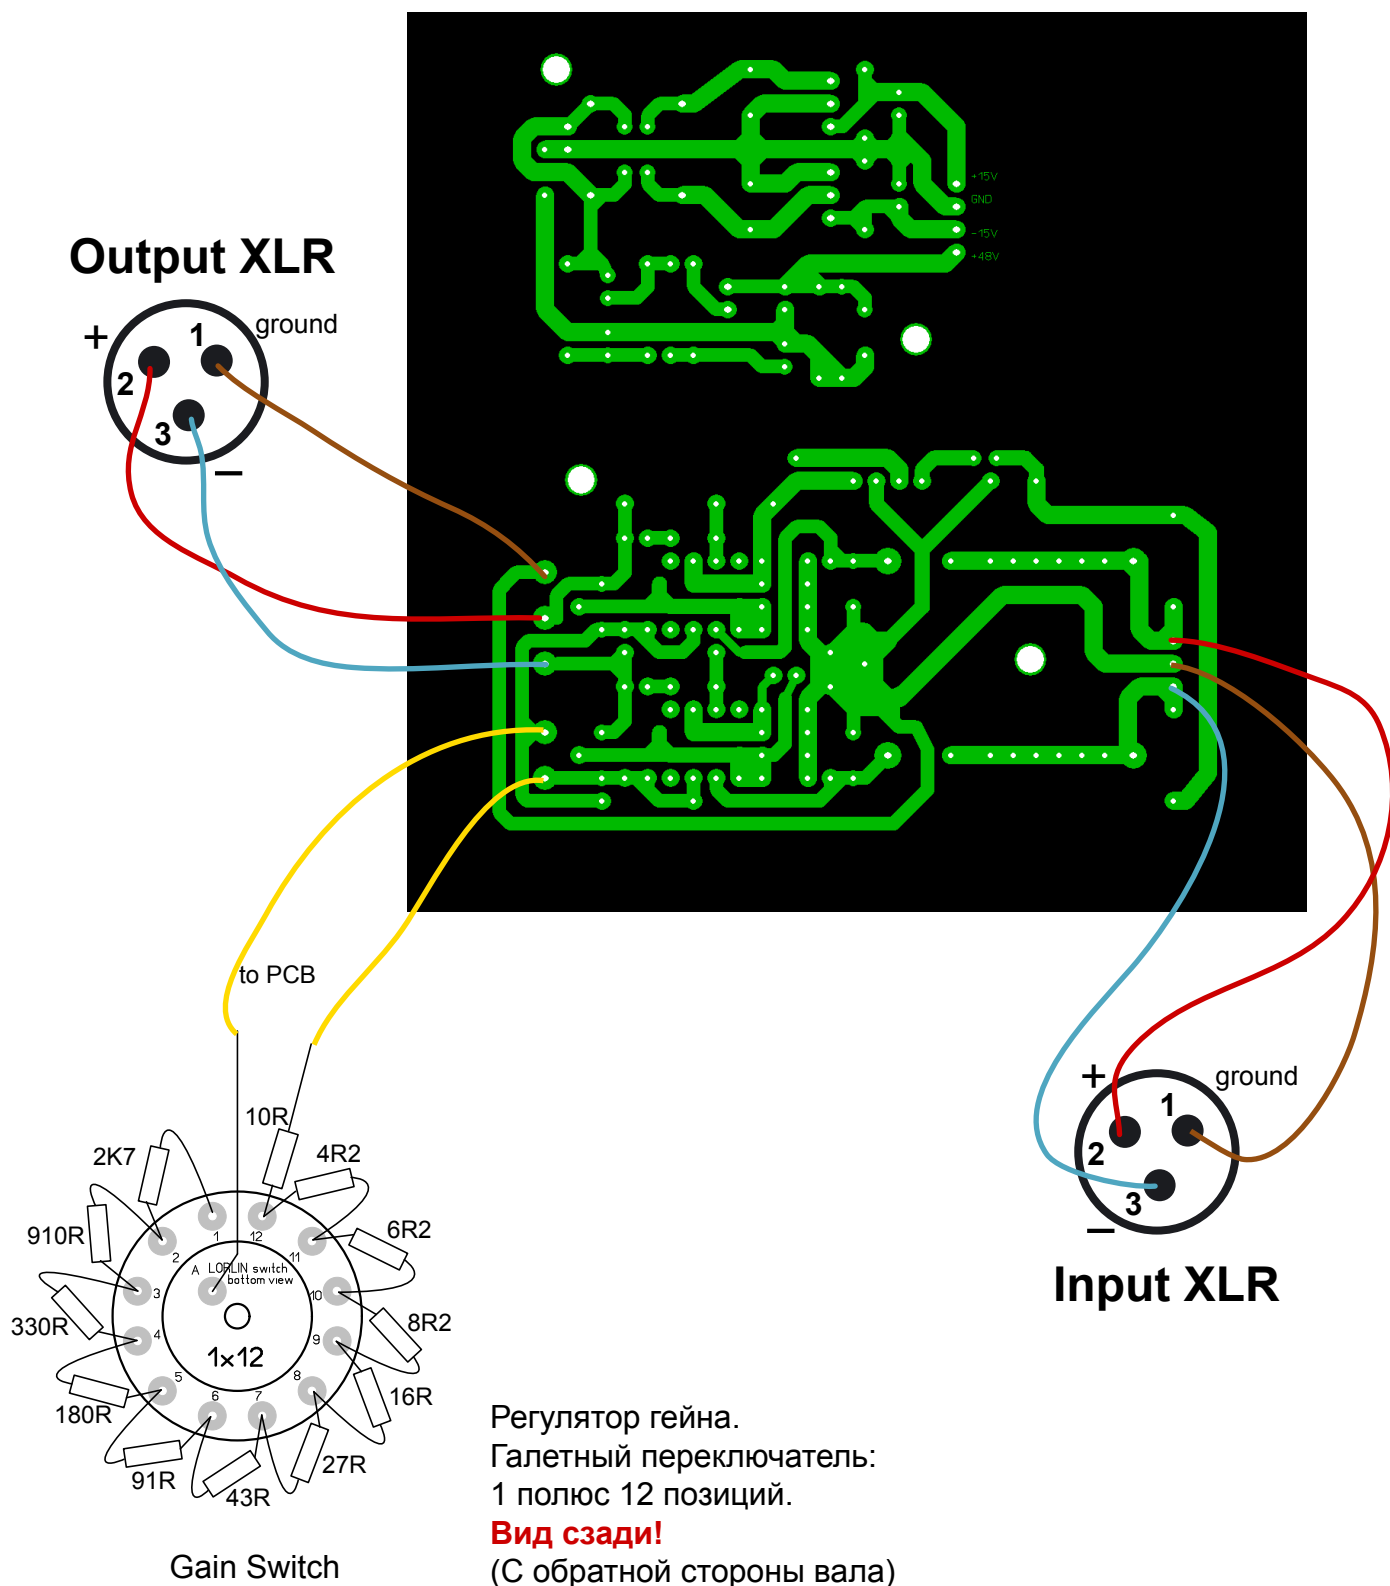 +15V
GND
-15V
+48V
Output XLR
+
1
ground
2
3
−
to PCB
10R
4R2
2K7
6R2
910R
8R2
330R
16R
180R
27R
91R
43R
1
12
2
11
A
LORLIN switch
bottom view
3
10
4
9
1x12
5
8
6
7
Gain Switch
+
1
ground
2
3
−
Input XLR
Регулятор гейна.
Галетный переключатель:
1 полюс 12 позиций.
Вид сзади!
(С обратной стороны вала)